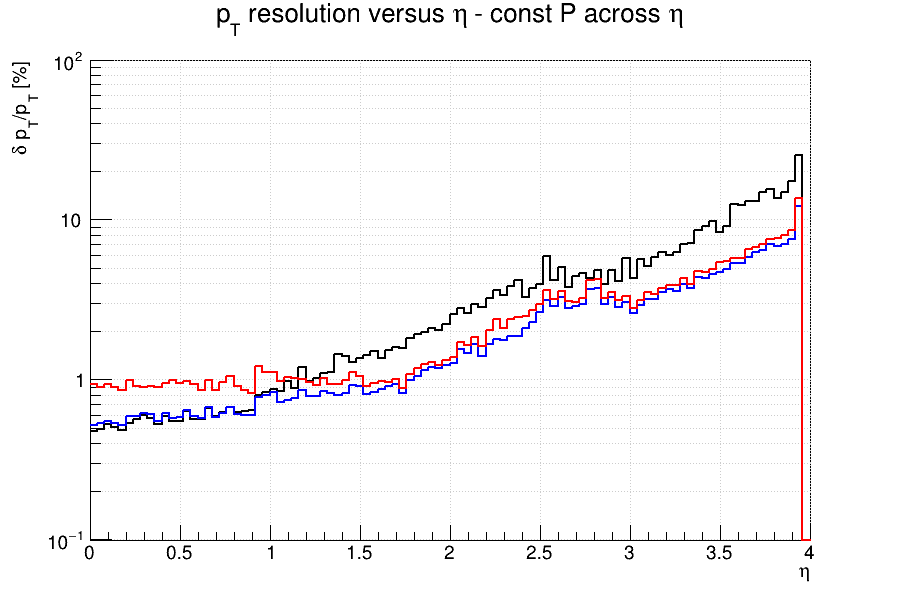 p_T resolution versus η - const P across η
δ p_T/p_T [%]
10^2
10
1
10^−1
0 0.5 1 1.5 2 2.5 3 3.5 4
η